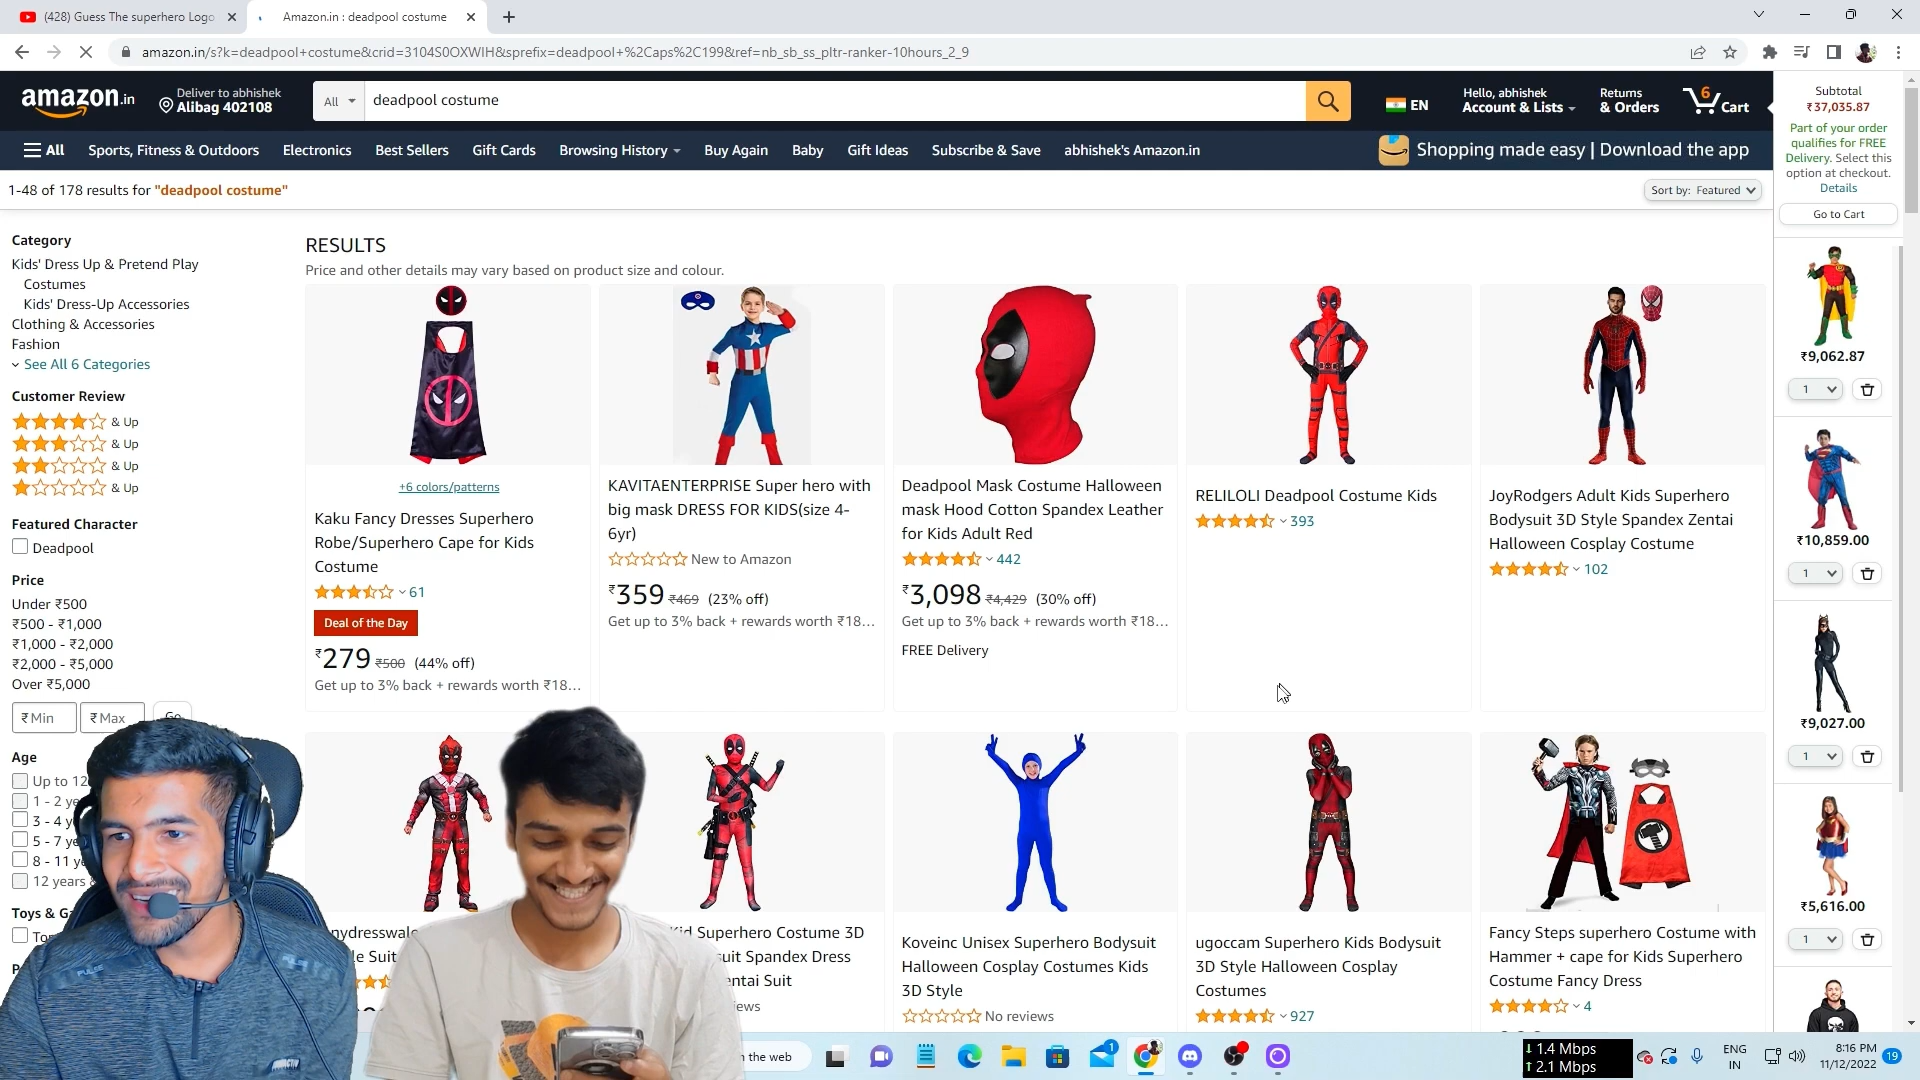 (428) Guess The superhero Logo
Amazon.in : deadpool costume
amazon.in/s?k=deadpool+costume&crid=3104S0OXWIH&sprefix=deadpool+%2Caps%2C199&ref=nb_sb_ss_pltr-ranker-10hours_2_9
amazon.in
Deliver to abhishek
Alibag 402108
All
deadpool costume
EN
Hello, abhishek
Account & Lists
Returns
& Orders
6
Cart
All
Sports, Fitness & Outdoors
Electronics
Best Sellers
Gift Cards
Browsing History
Buy Again
Baby
Gift Ideas
Subscribe & Save
abhishek's Amazon.in
Shopping made easy | Download the app
Subtotal
₹37,035.87
Part of your order
qualifies for FREE
Delivery. Select this
option at checkout.
Details
Go to Cart
1-48 of 178 results for "deadpool costume"
Sort by: Featured
Category
Kids' Dress Up & Pretend Play
Costumes
Kids' Dress-Up Accessories
Clothing & Accessories
Fashion
See All 6 Categories
Customer Review
& Up
& Up
& Up
& Up
Featured Character
Deadpool
Price
Under ₹500
₹500 - ₹1,000
₹1,000 - ₹2,000
₹2,000 - ₹5,000
Over ₹5,000
₹ Min
₹ Max
Go
Age
Up to 12
1 - 2 ye
3 - 4 y
5 - 7 ye
8 - 11 y
12 years
Toys & Ga
RESULTS
Price and other details may vary based on product size and colour.
+6 colors/patterns
Kaku Fancy Dresses Superhero
Robe/Superhero Cape for Kids
Costume
61
Deal of the Day
₹279 ₹500 (44% off)
Get up to 3% back + rewards worth ₹18...
KAVITAENTERPRISE Super hero with
big mask DRESS FOR KIDS(size 4-
6yr)
New to Amazon
₹359 ₹469 (23% off)
Get up to 3% back + rewards worth ₹18...
Deadpool Mask Costume Halloween
mask Hood Cotton Spandex Leather
for Kids Adult Red
442
₹3,098 ₹4,429 (30% off)
Get up to 3% back + rewards worth ₹18...
FREE Delivery
RELILOLI Deadpool Costume Kids
393
JoyRodgers Adult Kids Superhero
Bodysuit 3D Style Spandex Zentai
Halloween Cosplay Costume
102
nydresswale
le Suit
Kid Superhero Costume 3D
suit Spandex Dress
entai Suit
iews
Koveinc Unisex Superhero Bodysuit
Halloween Cosplay Costumes Kids
3D Style
No reviews
ugoccam Superhero Kids Bodysuit
3D Style Halloween Cosplay
Costumes
927
Fancy Steps superhero Costume with
Hammer + cape for Kids Superhero
Costume Fancy Dress
4
₹9,062.87
1
₹10,859.00
1
₹9,027.00
1
₹5,616.00
1
PULSE
PULSE
h the web
1
↓ 1.4 Mbps
↑ 2.1 Mbps
ENG
IN
8:16 PM
11/12/2022
19